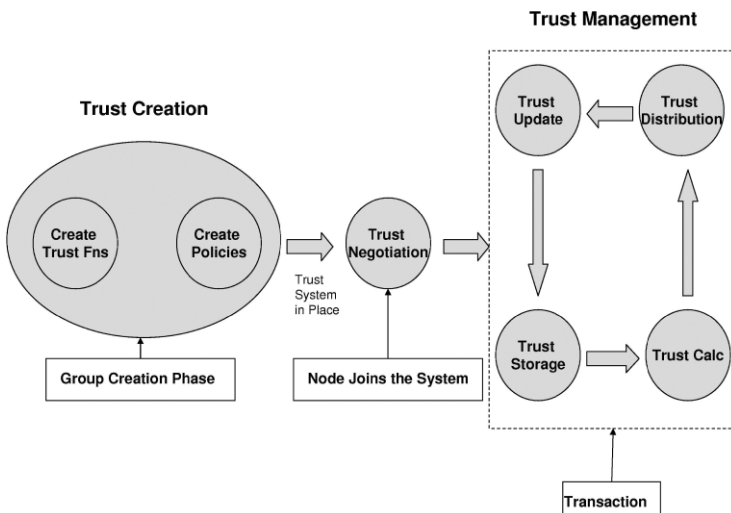 Trust Management
Trust Creation
Trust
Update
Trust
Distribution
Create
Trust Fns
Create
Policies
Trust
Negotiation
Trust
System
in Place
Trust
Storage
Trust Calc
Group Creation Phase
Node Joins the System
Transaction